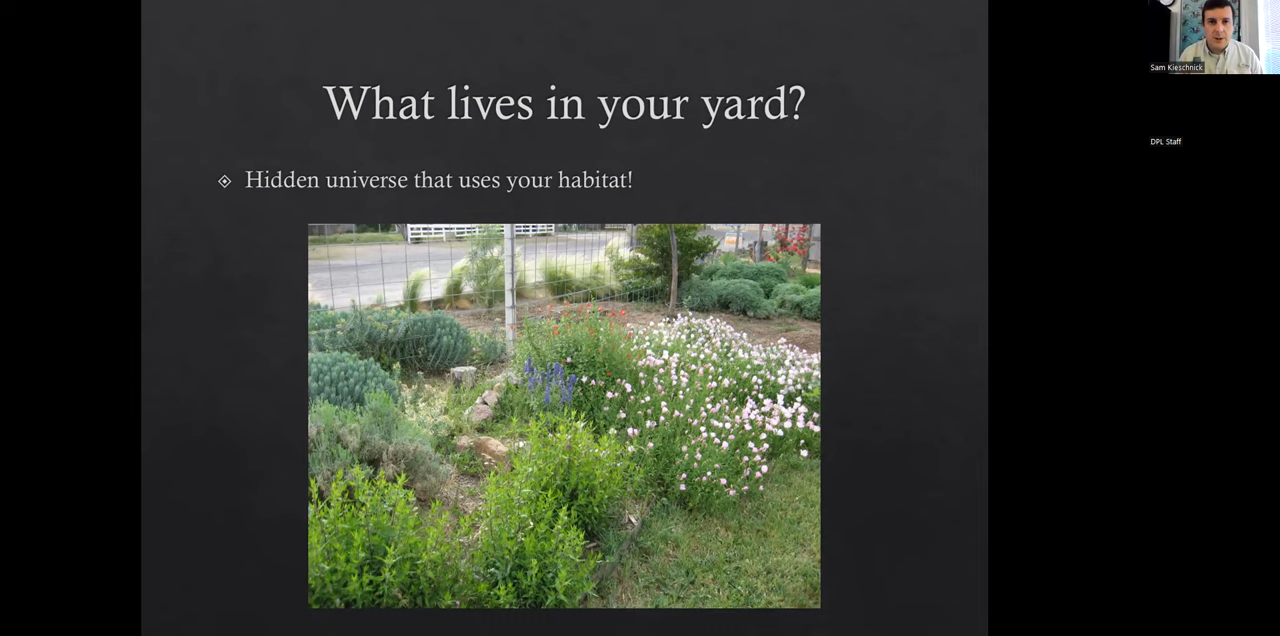 What lives in your yard?
Hidden universe that uses your habitat!
Sam Kieschnick
DPL Staff